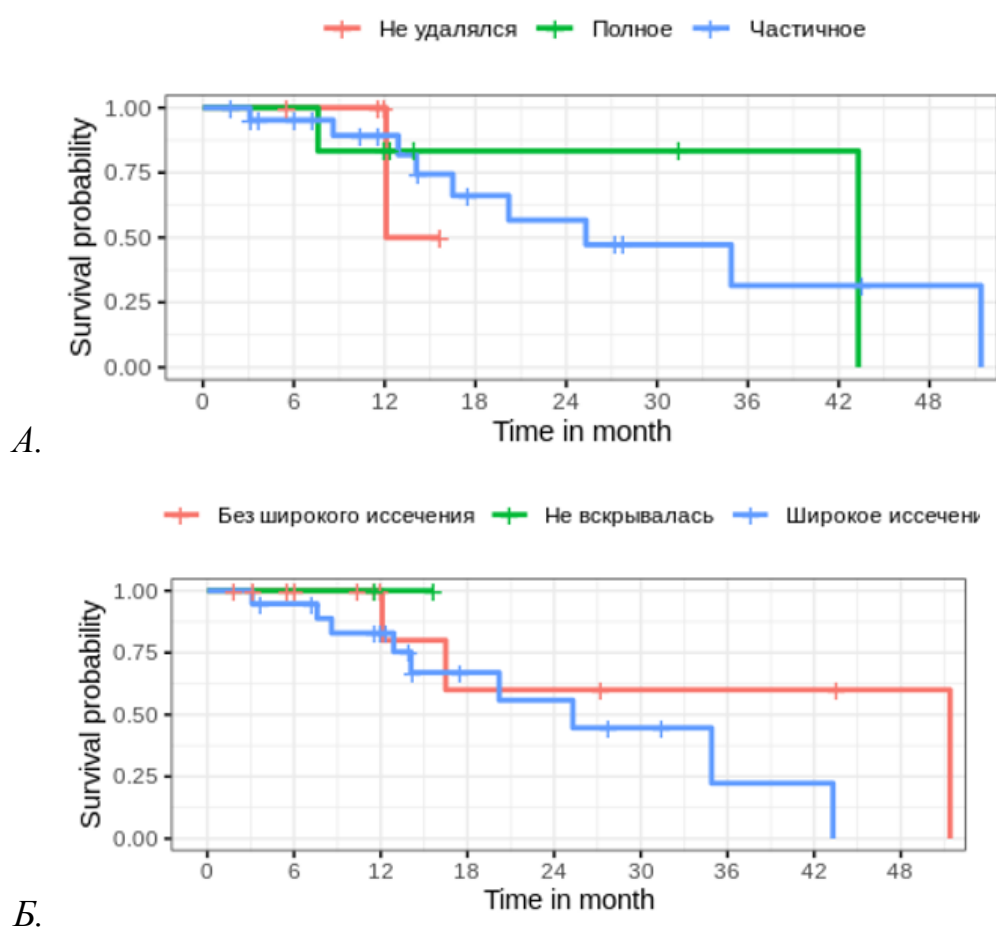 Не удалялся Полное Частичное
1.00
0.75
0.50
0.25
0.00
Survival probability
0 6 12 18 24 30 36 42 48
Time in month
А.
Без широкого иссечения Не вскрывалась Широкое иссечени
1.00
0.75
0.50
0.25
0.00
Survival probability
0 6 12 18 24 30 36 42 48
Time in month
Б.